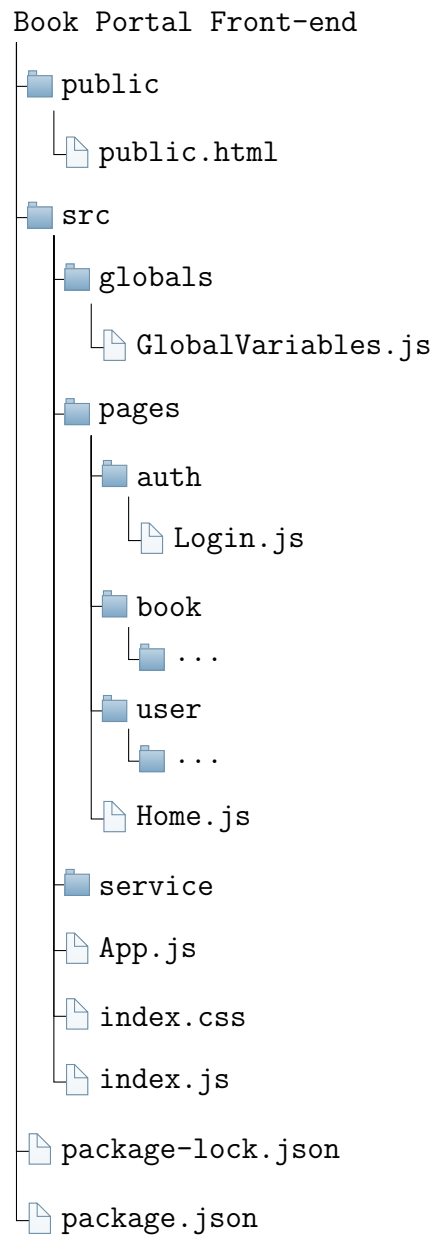 Book Portal Front-end
public
public.html
src
globals
GlobalVariables.js
pages
auth
Login.js
book
...
user
...
Home.js
service
App.js
index.css
index.js
package-lock.json
package.json